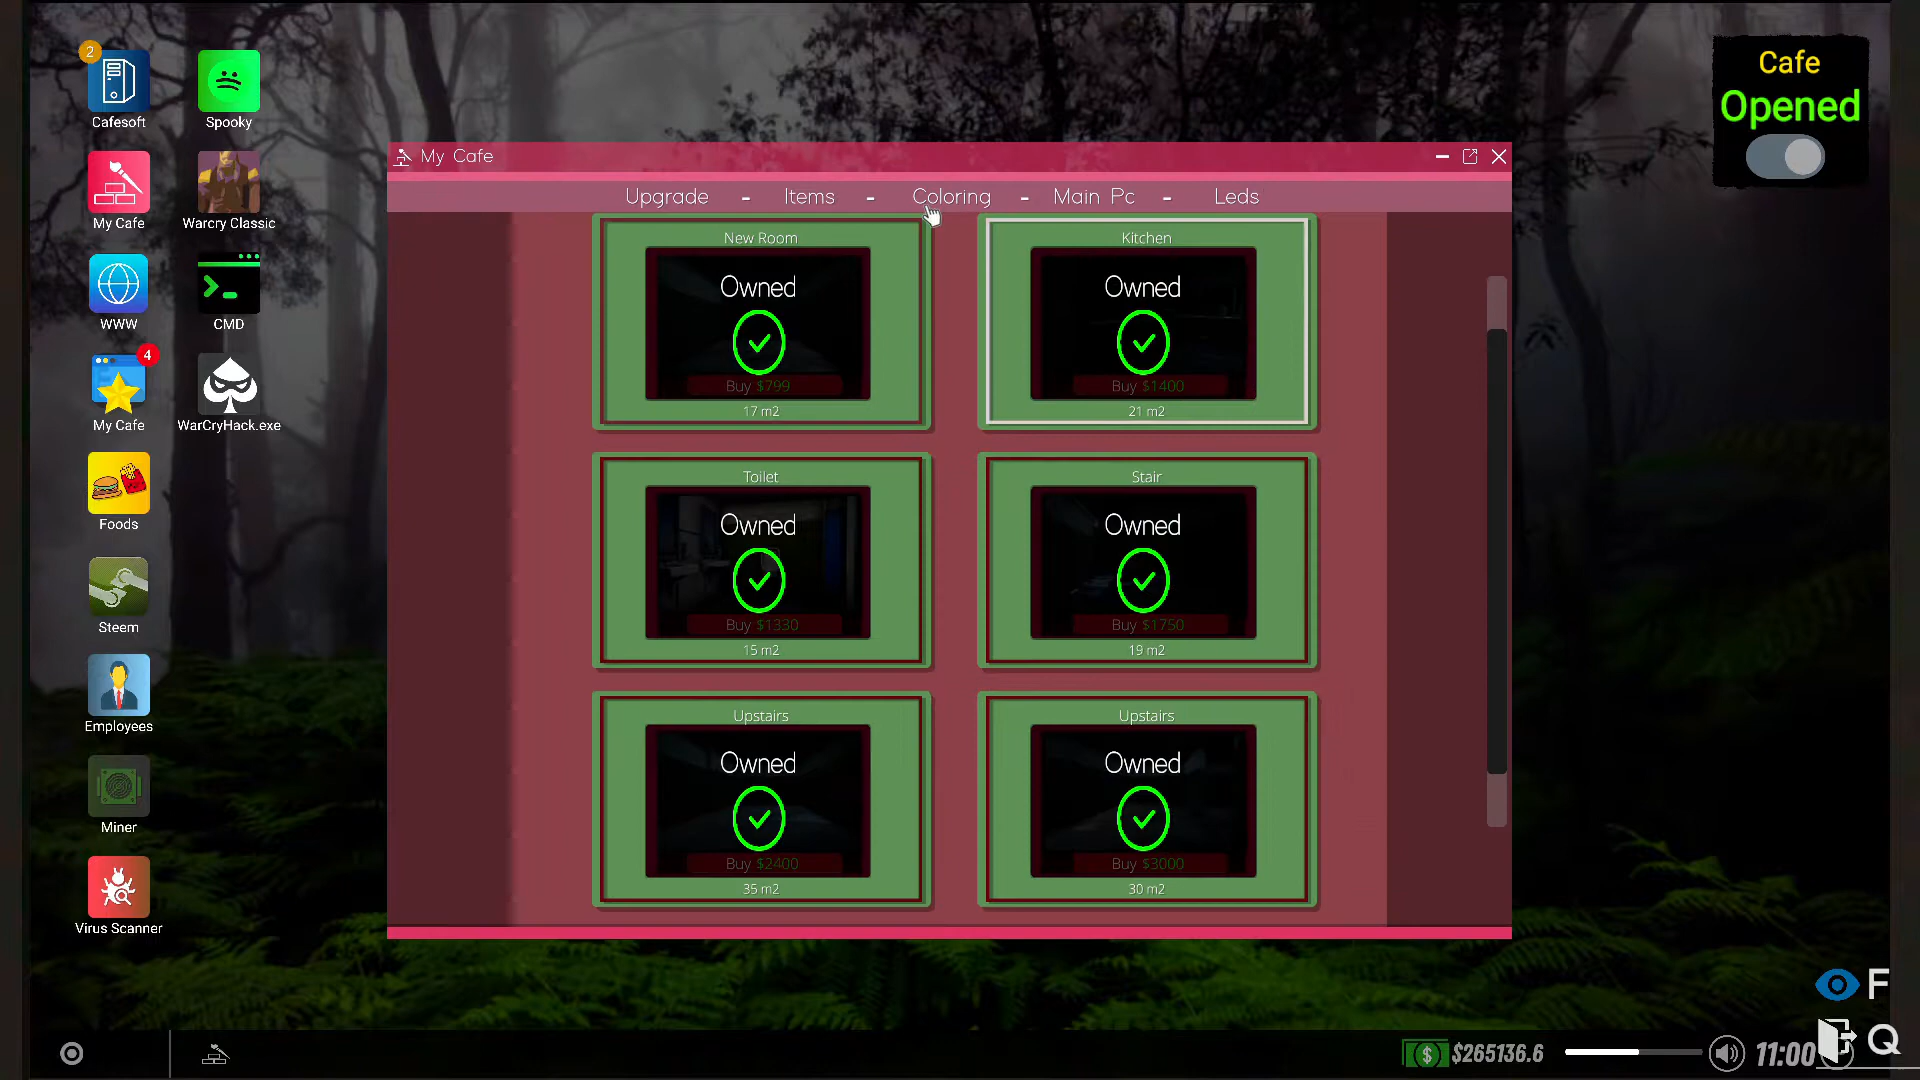 2
Cafesoft
Spooky
My Cafe
Warcry Classic
WWW
CMD
4
My Cafe
WarCryHack.exe
Foods
Steem
Employees
Miner
Virus Scanner
My Cafe
Upgrade - Items - Coloring - Main Pc - Leds
New Room
Owned
Buy $799
17 m2
Kitchen
Owned
Buy $1400
21 m2
Toilet
Owned
Buy $1330
15 m2
Stair
Owned
Buy $1750
19 m2
Upstairs
Owned
Buy $2400
35 m2
Upstairs
Owned
Buy $3000
30 m2
Cafe
Opened
F
Q
$265136.6
11:00